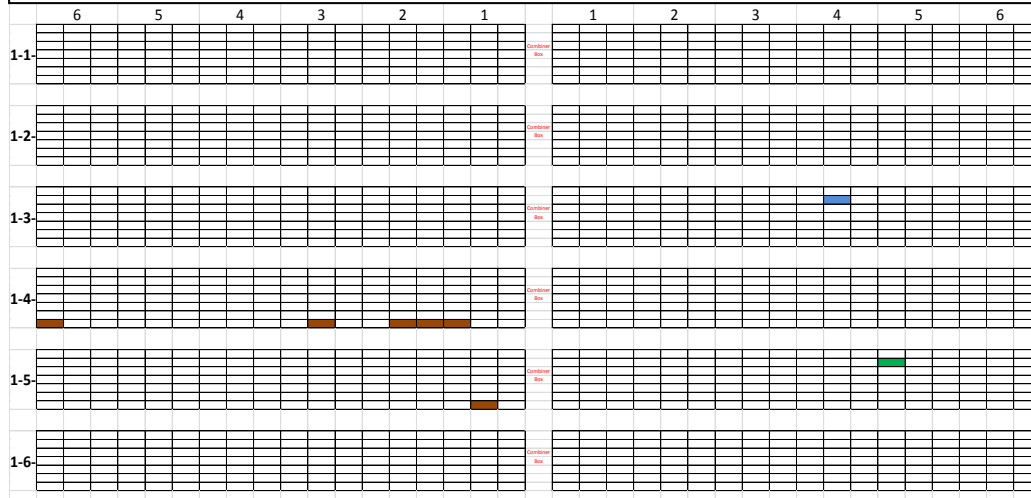 6 5 4 3 2 1 1 2 3 4 5 6
1-1-
Combiner
Box
1-2-
Combiner
Box
1-3-
Combiner
Box
1-4-
Combiner
Box
1-5-
Combiner
Box
1-6-
Combiner
Box